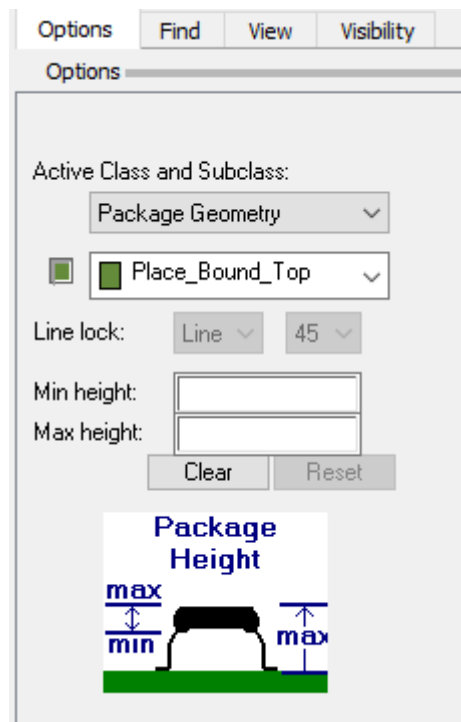 Options Find View Visibility
Options
Active Class and Subclass:
Package Geometry
Place_Bound_Top
Line lock: Line 45
Min height:
Max height:
Clear Reset
Package
Height
max
min
max